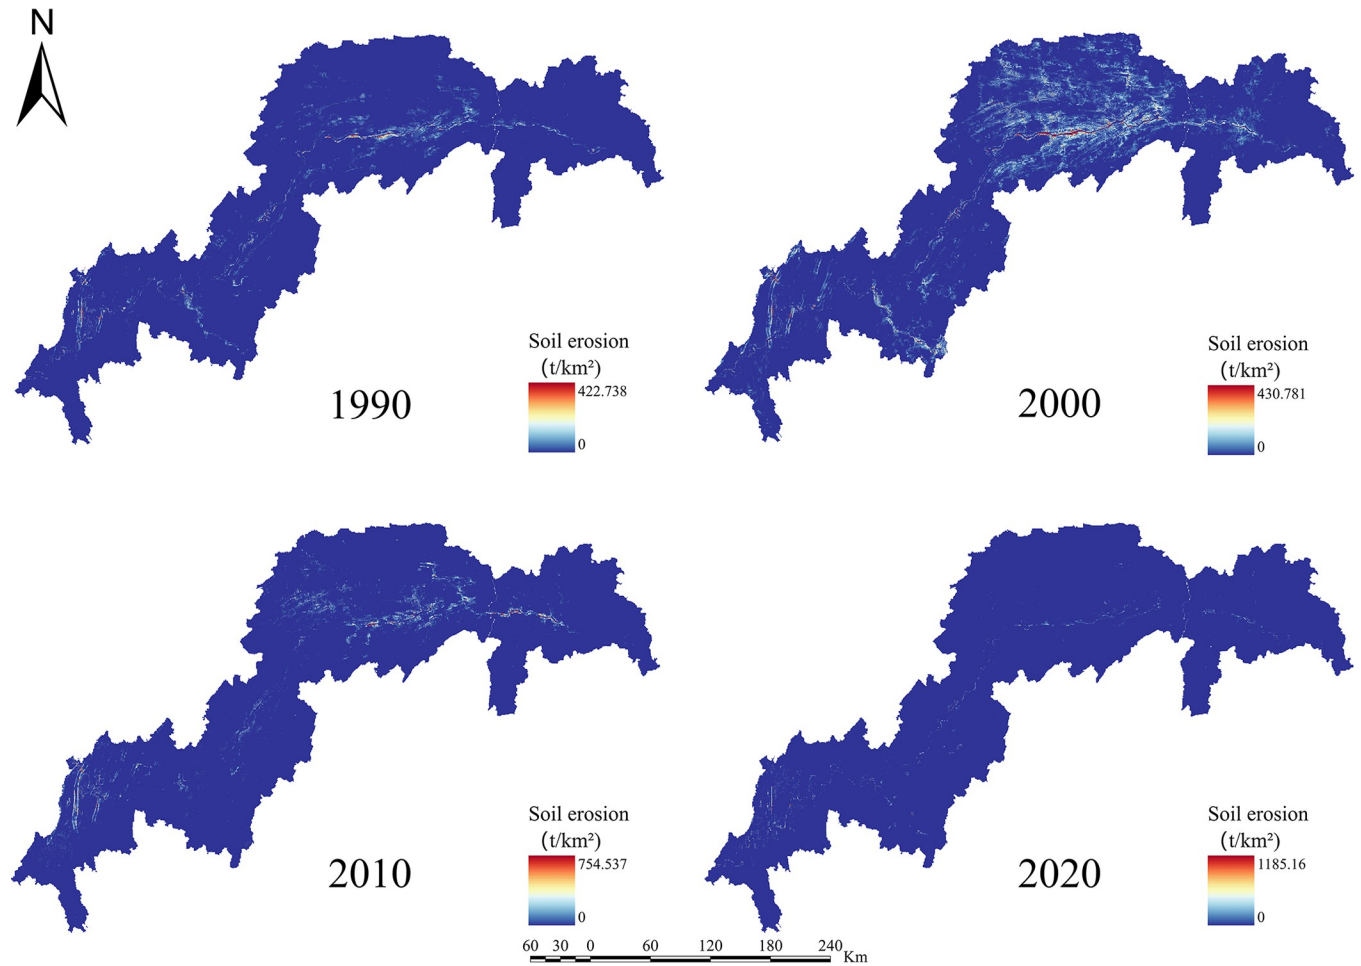 N
Soil erosion
(t/km²)
422.738
0
1990
Soil erosion
(t/km²)
430.781
0
2000
Soil erosion
(t/km²)
754.537
0
2010
Soil erosion
(t/km²)
1185.16
0
2020
60 30 0 60 120 180 240 Km